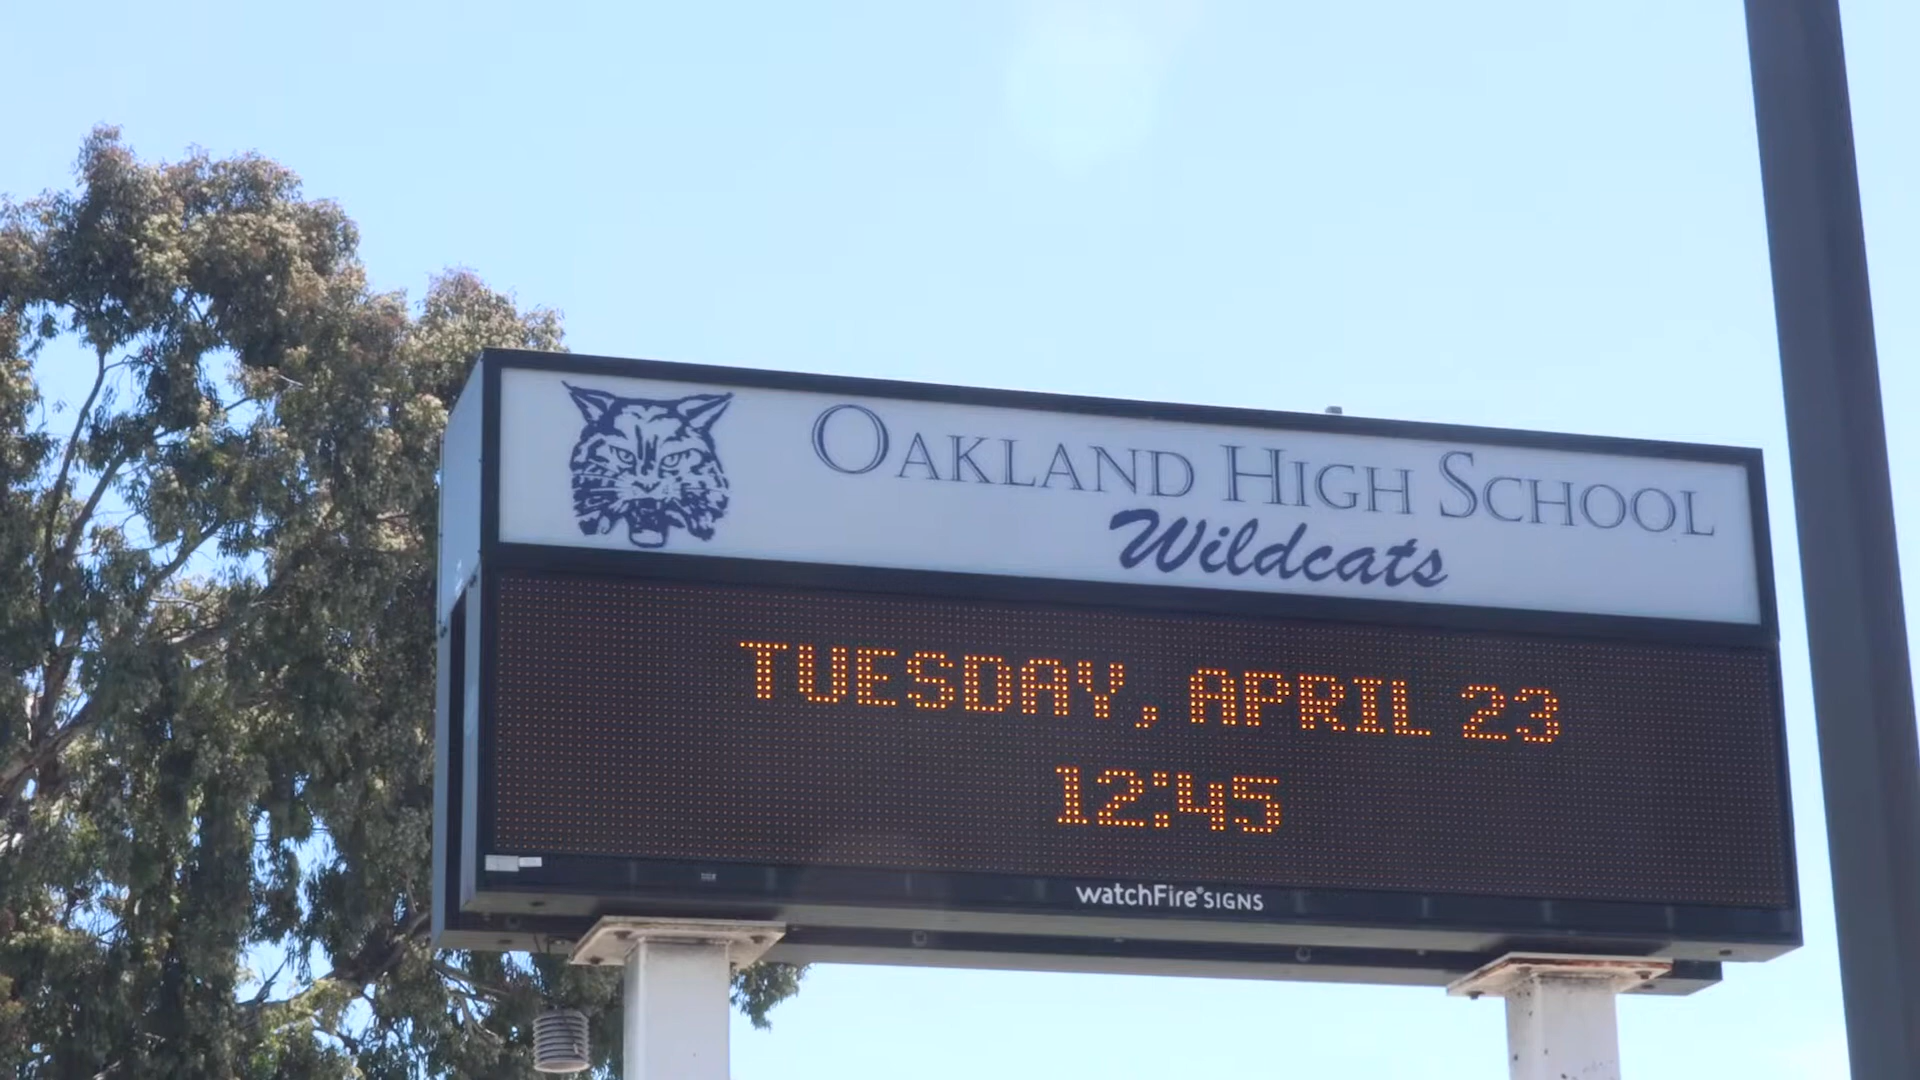 OAKLAND HIGH SCHOOL
Wildcats
TUESDAY, APRIL 23
12:45
watchFire® SIGNS